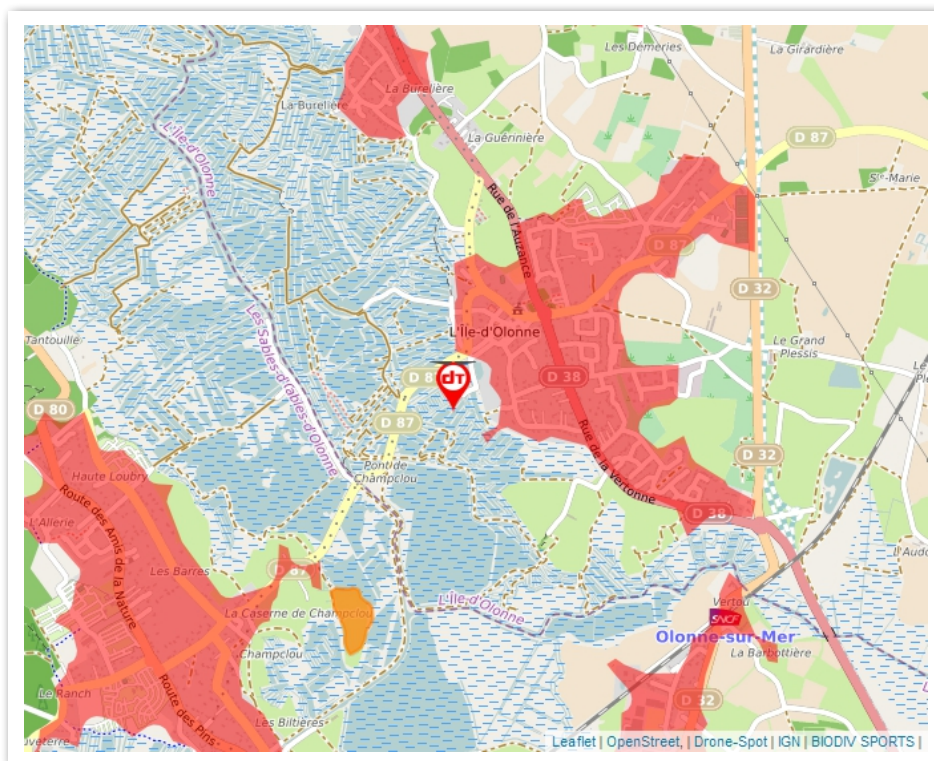 Les Démeries
La Girardière
La Burelière
La Burelière
La Guérinière
D 87
Ste-Marie
L'Île-d'Olonne
Rue de l'Auzance
D 87
D 32
Les Sables-d'Olonne
L'Île-d'Olonne
Tantouille
Le Grand
Plessis
dT
D 38
D 80
D 87
D 32
Haute Loubry
Pont de
Champclou
Rue de la Vertonne
L'Allerie
Route des Amis de la Nature
D 38
Les Barres
La Caserne de Champclou
L'Île-d'Olonne
Vertou
SNCF
Olonne-sur-Mer
La Barbottière
Champclou
Le Ranch
D 32
Route des Pins
Les Biltières
Leaflet | OpenStreet, | Drone-Spot | IGN | BIODIV SPORTS |